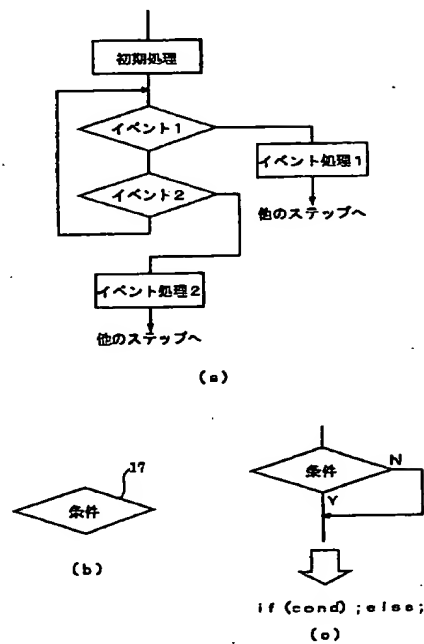 初期処理
イベント1
イベント処理1
イベント2
他のステップへ
イベント処理2
他のステップへ
(a)
17
条件
(b)
条件
N
Y
if (cond) ;else;
(c)